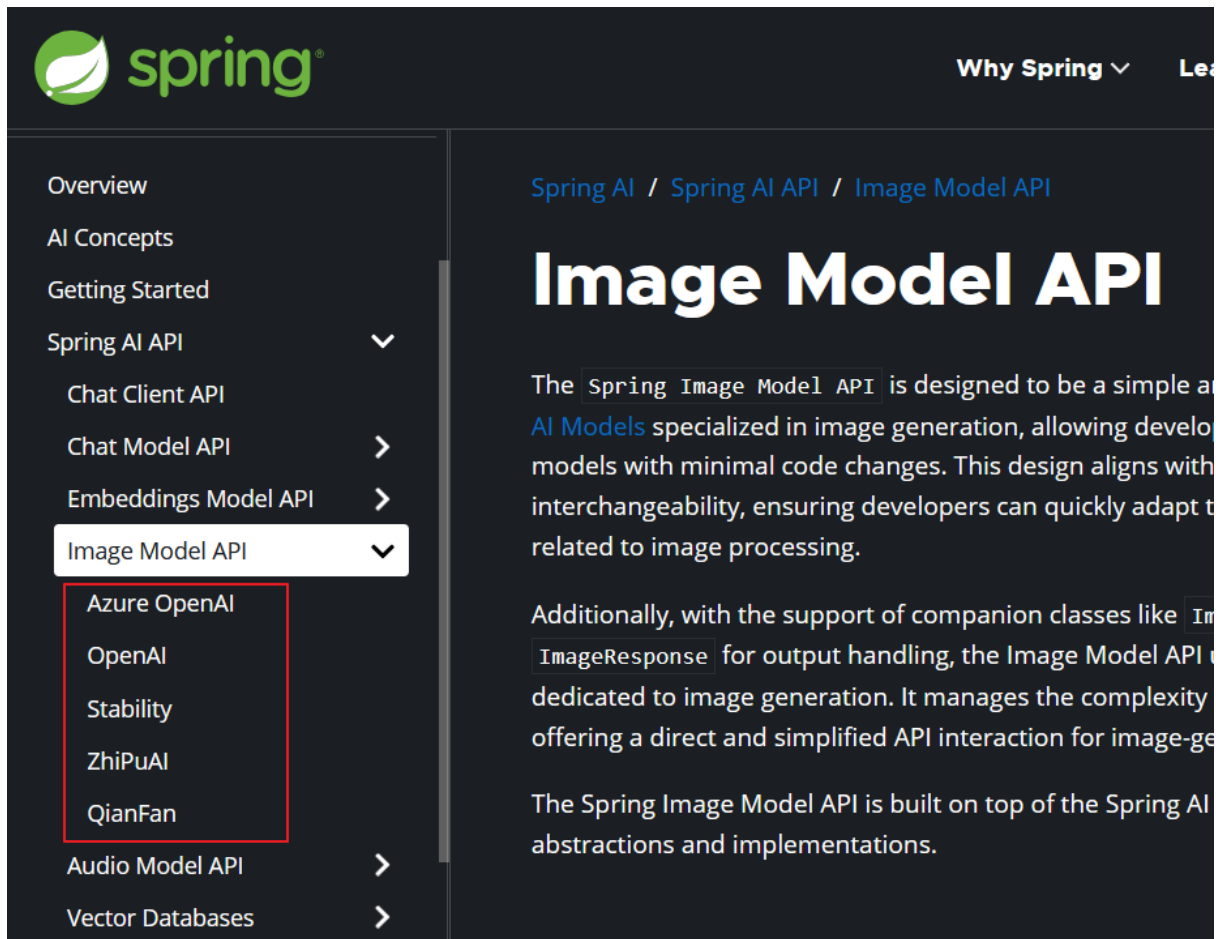 spring
Why Spring
Overview
AI Concepts
Getting Started
Spring AI API
Chat Client API
Chat Model API
Embeddings Model API
Image Model API
Azure OpenAI
OpenAI
Stability
ZhiPuAI
QianFan
Audio Model API
Vector Databases
Spring AI / Spring AI API / Image Model API
Image Model API
The Spring Image Model API is designed to be a simple
AI Models specialized in image generation, allowing
models with minimal code changes. This design aligns with
interchangeability, ensuring developers can quickly adapt
related to image processing.
Additionally, with the support of companion classes like
ImageResponse for output handling, the Image Model API
dedicated to image generation. It manages the complexity
offering a direct and simplified API interaction for
The Spring Image Model API is built on top of the Spring AI
abstractions and implementations.